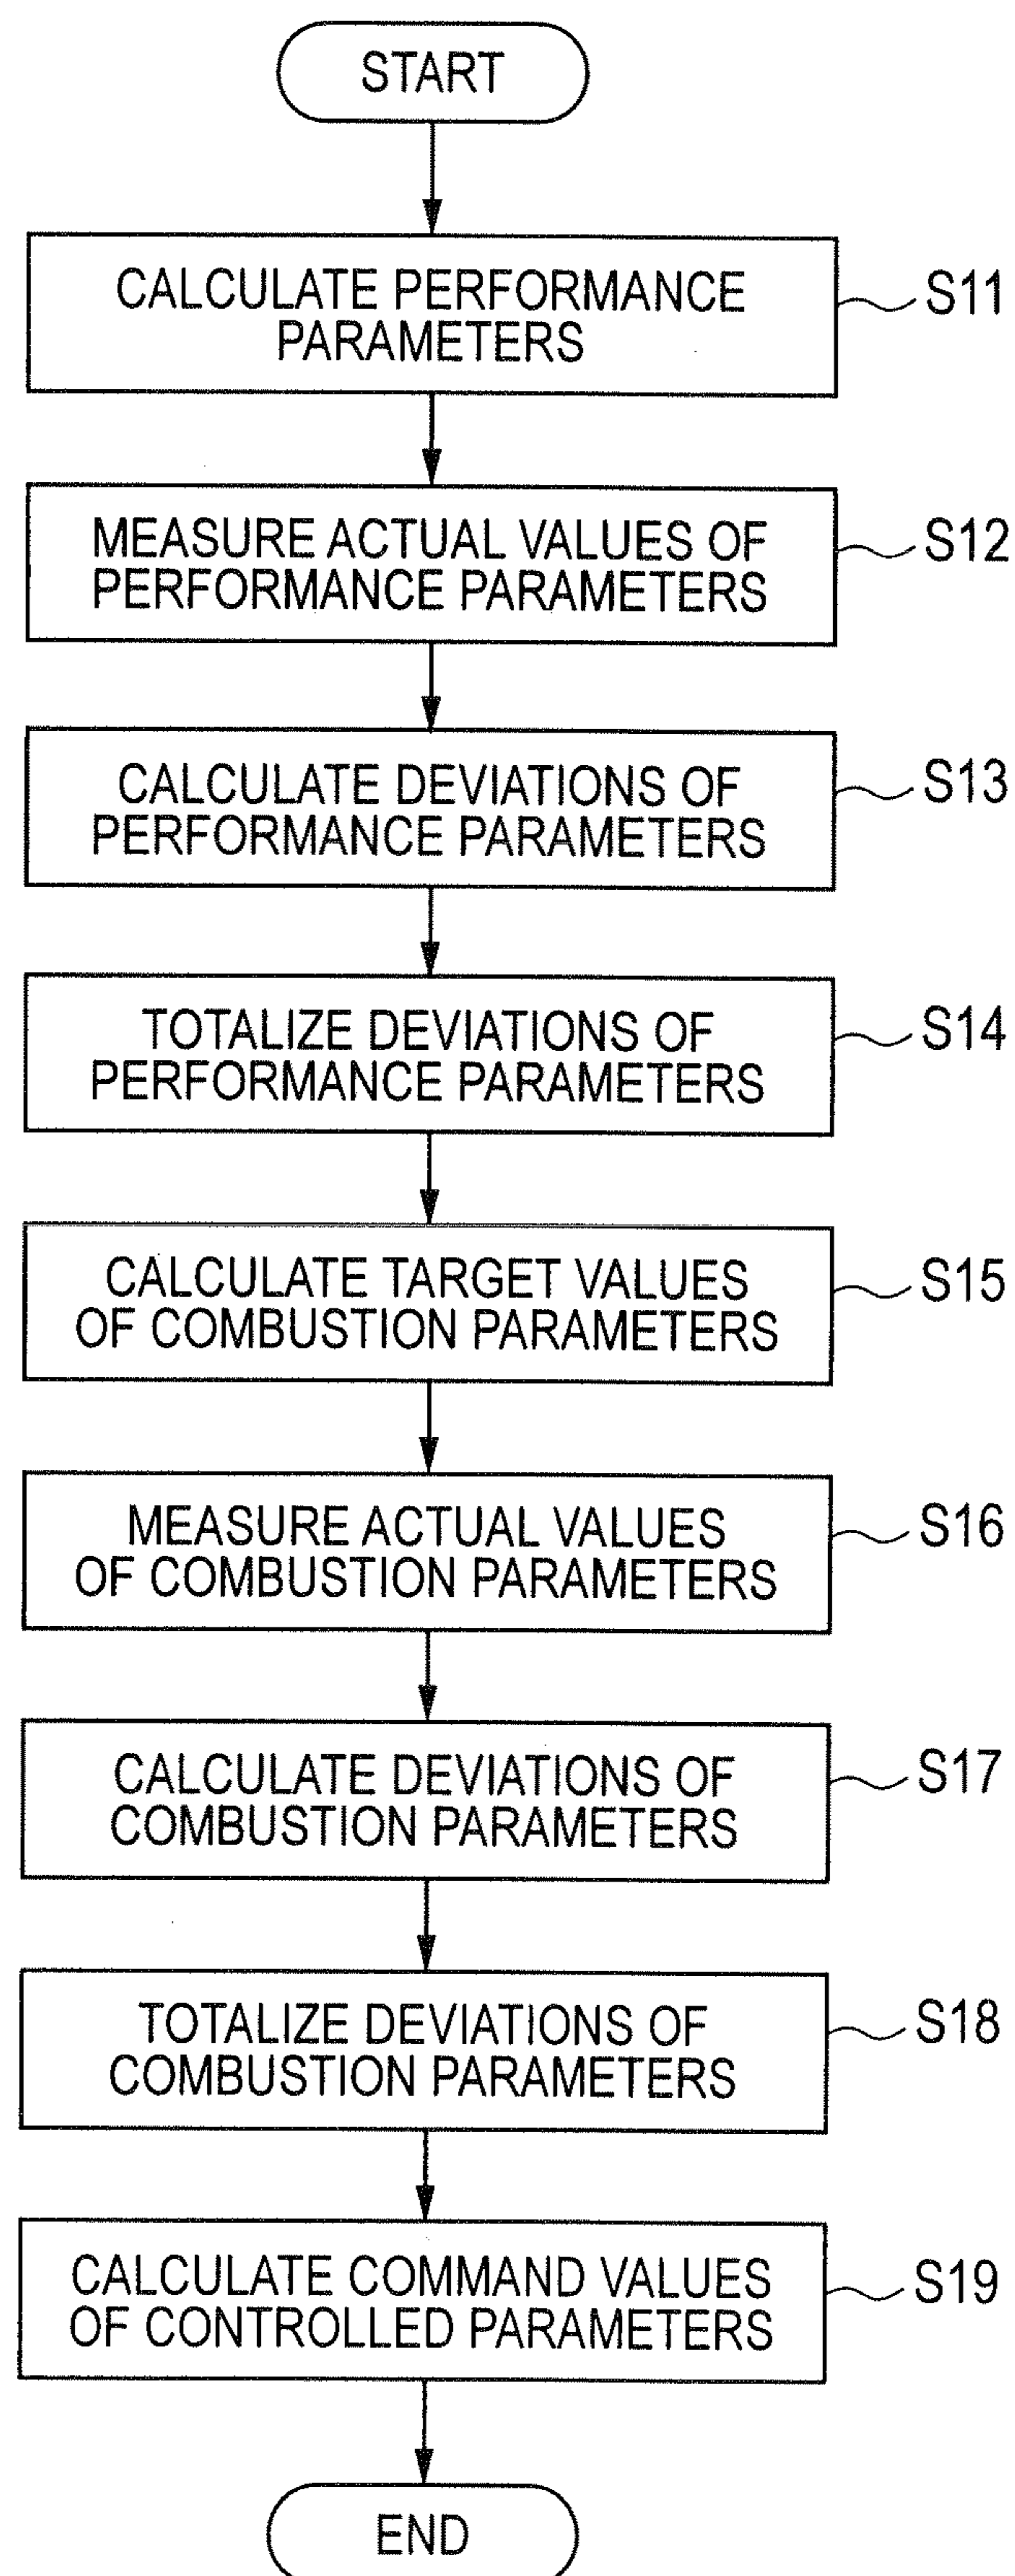 START
CALCULATE PERFORMANCE
PARAMETERS
S11
MEASURE ACTUAL VALUES OF
PERFORMANCE PARAMETERS
S12
CALCULATE DEVIATIONS OF
PERFORMANCE PARAMETERS
S13
TOTALIZE DEVIATIONS OF
PERFORMANCE PARAMETERS
S14
CALCULATE TARGET VALUES
OF COMBUSTION PARAMETERS
S15
MEASURE ACTUAL VALUES
OF COMBUSTION PARAMETERS
S16
CALCULATE DEVIATIONS OF
COMBUSTION PARAMETERS
S17
TOTALIZE DEVIATIONS OF
COMBUSTION PARAMETERS
S18
CALCULATE COMMAND VALUES
OF CONTROLLED PARAMETERS
S19
END